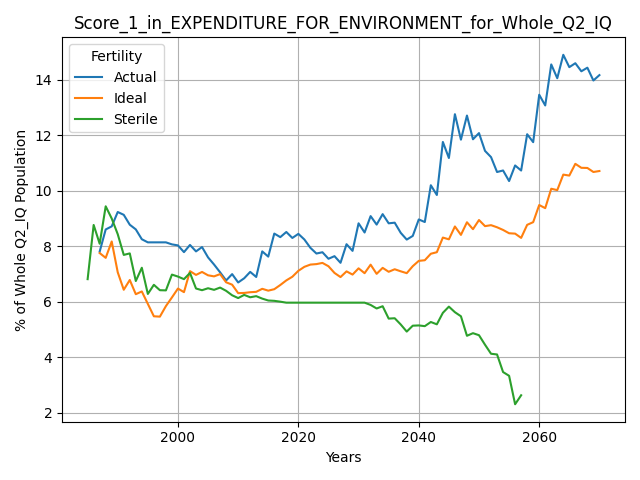 Score_1_in_EXPENDITURE_FOR_ENVIRONMENT_for_Whole_Q2_IQ
Fertility
Actual
Ideal
Sterile
% of Whole Q2_IQ Population
14
12
10
8
6
4
2
2000 2020 2040 2060
Years